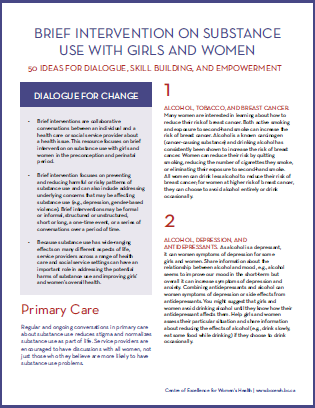 BRIEF INTERVENTION ON SUBSTANCE
USE WITH GIRLS AND WOMEN
50 IDEAS FOR DIALOGUE, SKILL BUILDING, AND EMPOWERMENT
DIALOGUE FOR CHANGE
• Brief interventions are collaborative
conversations between an individual and a
health care or social service provider about
a health issue. This resource focuses on brief
intervention on substance use with girls and
women in the preconception and perinatal
period.
• Brief intervention focuses on preventing
and reducing harmful or risky patterns of
substance use and can also include addressing
underlying concerns that may be affecting
substance use (e.g., depression, gender-based
violence). Brief interventions may be formal
or informal, structured or unstructured,
short or long, a one-time event, or a series of
conversations over a period of time.
• Because substance use has wide-ranging
effects on many different aspects of life,
service providers across a range of health
care and social service settings can have an
important role in addressing the potential
harms of substance use and improving girls'
and women's overall health.
Primary Care
Regular and ongoing conversations in primary care
about substance use reduces stigma and normalizes
substance use as part of life. Service providers are
encouraged to have discussions with all women, not
just those who they believe are more likely to have
substance use problems.
1
ALCOHOL, TOBACCO, AND BREAST CANCER.
Many women are interested in learning about how to
reduce their risk of breast cancer. Both active smoking
and exposure to second-hand smoke can increase the
risk of breast cancer. Alcohol is a known carcinogen
(cancer-causing substance) and drinking alcohol has
consistently been shown to increase the risk of breast
cancer. Women can reduce their risk by quitting
smoking, reducing the number of cigarettes they smoke,
or eliminating their exposure to second-hand smoke.
All women can drink less alcohol to reduce their risk of
breast cancer; for women at higher risk of breast cancer,
they can choose to avoid alcohol entirely or drink
occasionally.
2
ALCOHOL, DEPRESSION, AND
ANTIDEPRESSANTS. As alcohol is a depressant,
it can worsen symptoms of depression for some
girls and women. Share information about the
relationship between alcohol and mood, e.g., alcohol
seems to improve our mood in the short-term but
overall it can increase symptoms of depression and
anxiety. Combining antidepressants and alcohol can
worsen symptoms of depression or side effects from
antidepressants. You might suggest that girls and
women avoid drinking alcohol until they know how their
antidepressant affects them. Help girls and women
assess their particular situation and share information
about reducing the effects of alcohol (e.g., drink slowly,
eat some food while drinking) if they choose to drink
occasionally.
Centre of Excellence for Women's Health | www.bccewh.bc.ca